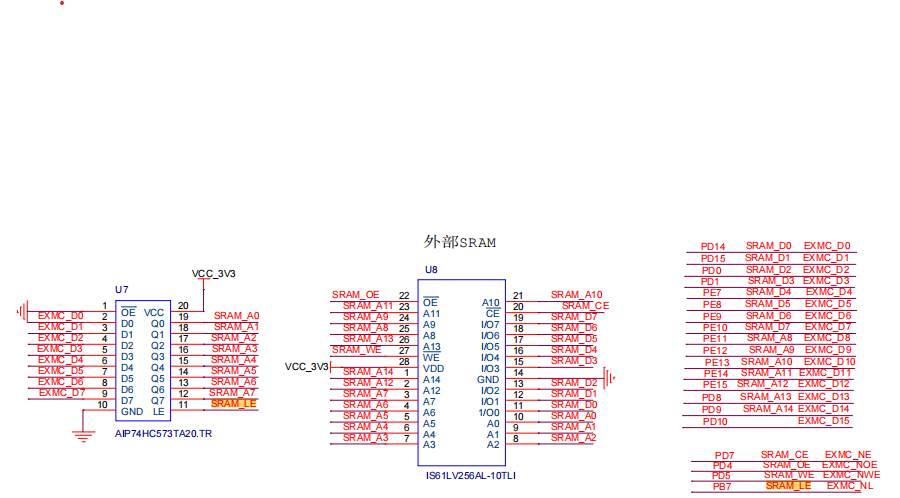 外部SRAM
VCC_3V3
U7
1 OE VCC 20
EXMC_D0 2 D0 Q0 19 SRAM_A0
EXMC_D1 3 D1 Q1 18 SRAM_A1
EXMC_D2 4 D2 Q2 17 SRAM_A2
EXMC_D3 5 D3 Q3 16 SRAM_A3
EXMC_D4 6 D4 Q4 15 SRAM_A4
EXMC_D5 7 D5 Q5 14 SRAM_A5
EXMC_D6 8 D6 Q6 13 SRAM_A6
EXMC_D7 9 D7 Q7 12 SRAM_A7
10 GND LE 11 SRAM_LE
AIP74HC573TA20.TR
U8
SRAM_OE 22 OE A10 21 SRAM_A10
SRAM_A11 23 A11 CE 20 SRAM_CE
SRAM_A9 24 A9 I/O7 19 SRAM_D7
SRAM_A8 25 A8 I/O6 18 SRAM_D6
SRAM_A13 26 A13 I/O5 17 SRAM_D5
SRAM_WE 27 WE I/O4 16 SRAM_D4
VCC_3V3 28 VDD I/O3 15 SRAM_D3
SRAM_A14 1 A14 GND 14
SRAM_A12 2 A12 I/O2 13 SRAM_D2
SRAM_A7 3 A7 I/O1 12 SRAM_D1
SRAM_A6 4 A6 1/O0 11 SRAM_D0
SRAM_A5 5 A5 A0 10 SRAM_A0
SRAM_A4 6 A4 A1 9 SRAM_A1
SRAM_A3 7 A3 A2 8 SRAM_A2
IS61LV256AL-10TLI
PD14 SRAM_D0 EXMC_D0
PD15 SRAM_D1 EXMC_D1
PD0 SRAM_D2 EXMC_D2
PD1 SRAM_D3 EXMC_D3
PE7 SRAM_D4 EXMC_D4
PE8 SRAM_D5 EXMC_D5
PE9 SRAM_D6 EXMC_D6
PE10 SRAM_D7 EXMC_D7
PE11 SRAM_A8 EXMC_D8
PE12 SRAM_A9 EXMC_D9
PE13 SRAM_A10 EXMC_D10
PE14 SRAM_A11 EXMC_D11
PE15 SRAM_A12 EXMC_D12
PD8 SRAM_A13 EXMC_D13
PD9 SRAM_A14 EXMC_D14
PD10 EXMC_D15
PD7 SRAM_CE EXMC_NE
PD4 SRAM_OE EXMC_NOE
PD5 SRAM_WE EXMC_NWE
PB7 SRAM_LE EXMC_NL